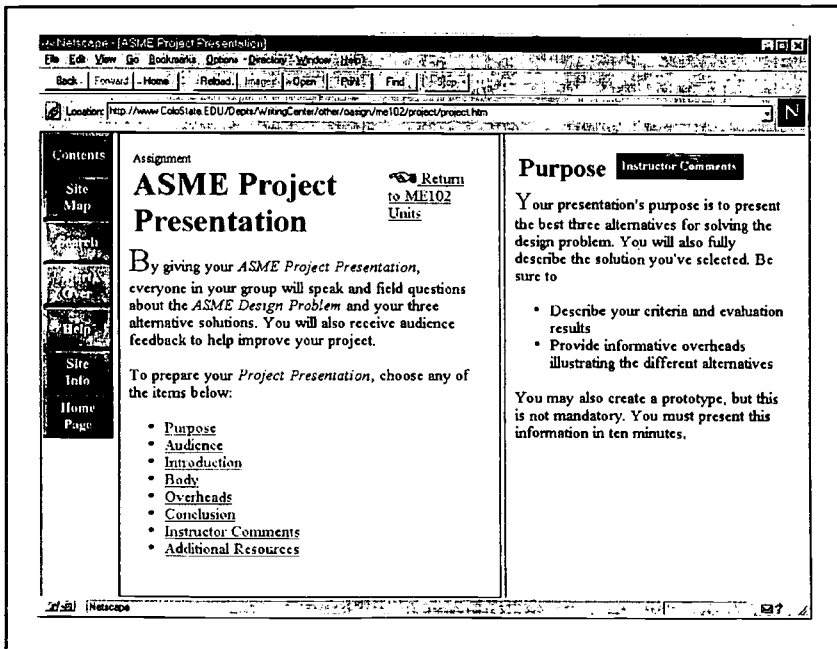 Netscape - [ASME Project Presentation]
File Edit View Go Bookmarks Options Directory Window Help
Back Forward Home Reload Images Open Print Find Stop
Location: http://www.ColoState.EDU/Depts/WritingCenter/other/oasign/me102/project/project.htm
N
Contents
Site
Map
Search
Over
Help
Site
Info
Home
Page
Assignment
ASME Project
Presentation
Return
to ME102
Units
By giving your ASME Project Presentation,
everyone in your group will speak and field questions
about the ASME Design Problem and your three
alternative solutions. You will also receive audience
feedback to help improve your project.
To prepare your Project Presentation, choose any of
the items below:
• Purpose
• Audience
• Introduction
• Body
• Overheads
• Conclusion
• Instructor Comments
• Additional Resources
Purpose Instructor Comments
Your presentation's purpose is to present
the best three alternatives for solving the
design problem. You will also fully
describe the solution you've selected. Be
sure to
• Describe your criteria and evaluation
results
• Provide informative overheads
illustrating the different alternatives
You may also create a prototype, but this
is not mandatory. You must present this
information in ten minutes.
Netscape